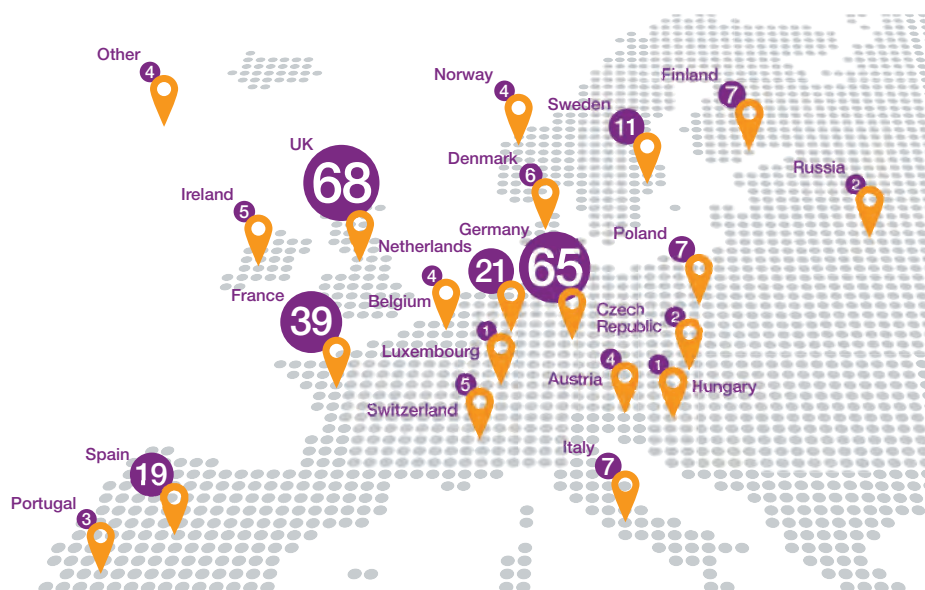 Other
4
Norway
4
Finland
7
Sweden
11
UK
68
Denmark
6
Russia
2
Ireland
5
Germany
65
Netherlands
21
Poland
7
Belgium
4
France
39
Czech
Republic
2
Luxembourg
1
Austria
4
Hungary
1
Switzerland
5
Italy
7
Spain
19
Portugal
3